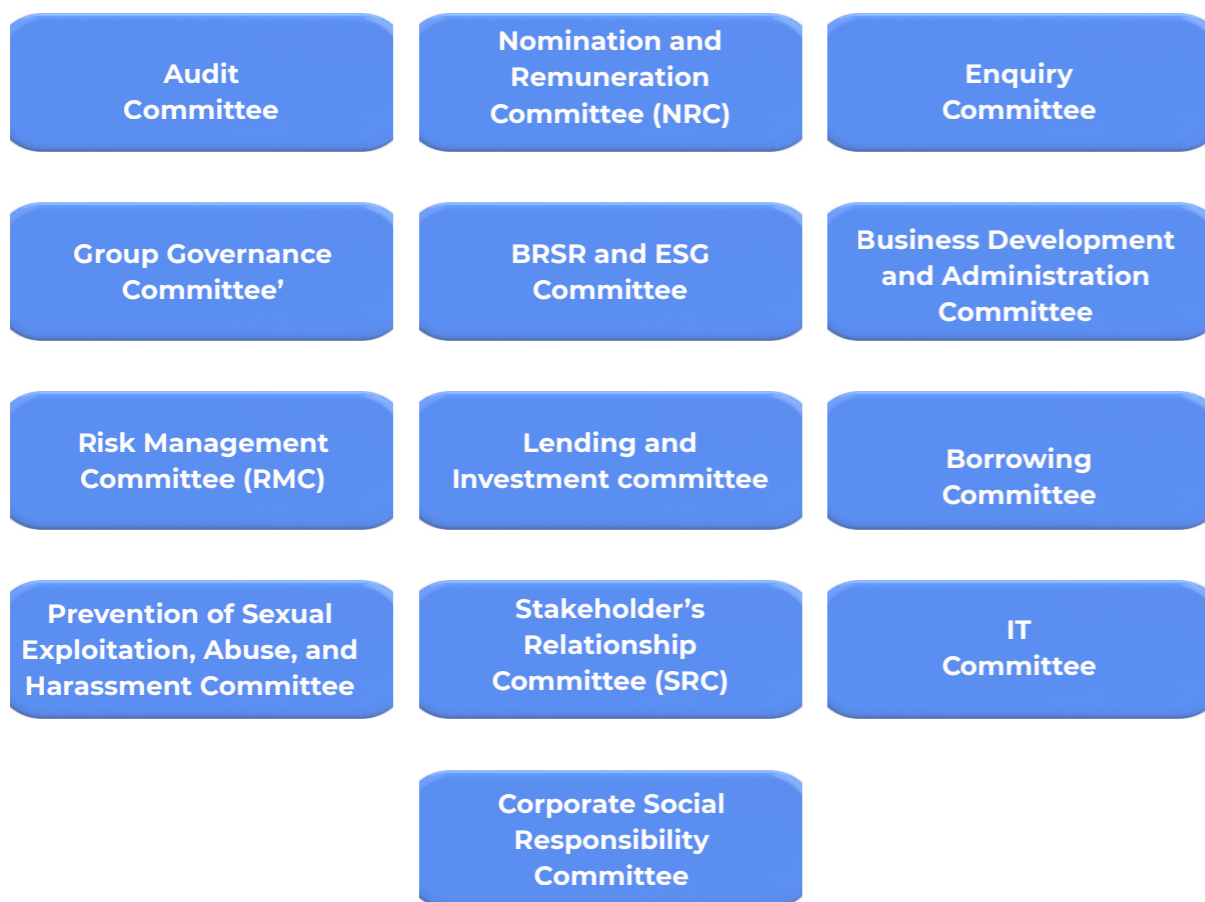 Audit
Committee
Nomination and
Remuneration
Committee (NRC)
Enquiry
Committee
Group Governance
Committee’
BRSR and ESG
Committee
Business Development
and Administration
Committee
Risk Management
Committee (RMC)
Lending and
Investment committee
Borrowing
Committee
Prevention of Sexual
Exploitation, Abuse, and
Harassment Committee
Stakeholder’s
Relationship
Committee (SRC)
IT
Committee
Corporate Social
Responsibility
Committee